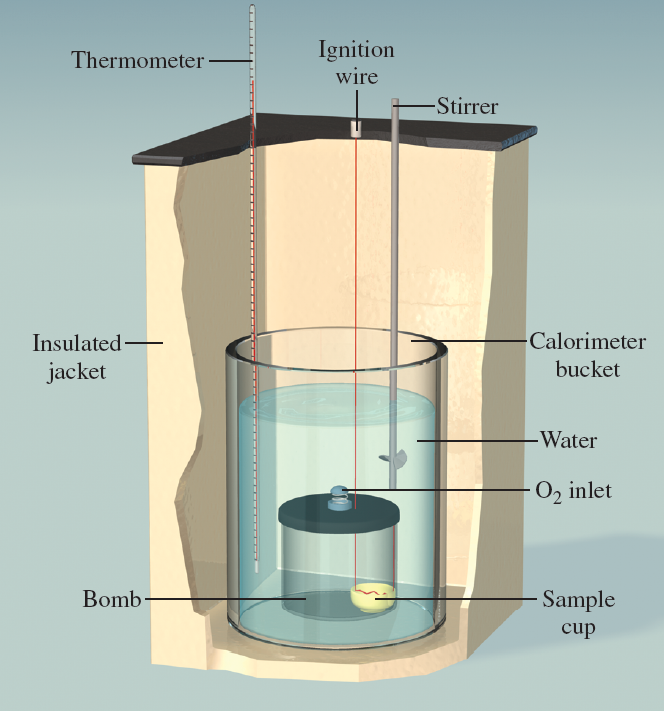 Thermometer
Ignition
wire
Stirrer
Insulated
jacket
Calorimeter
bucket
Water
O₂ inlet
Bomb
Sample
cup